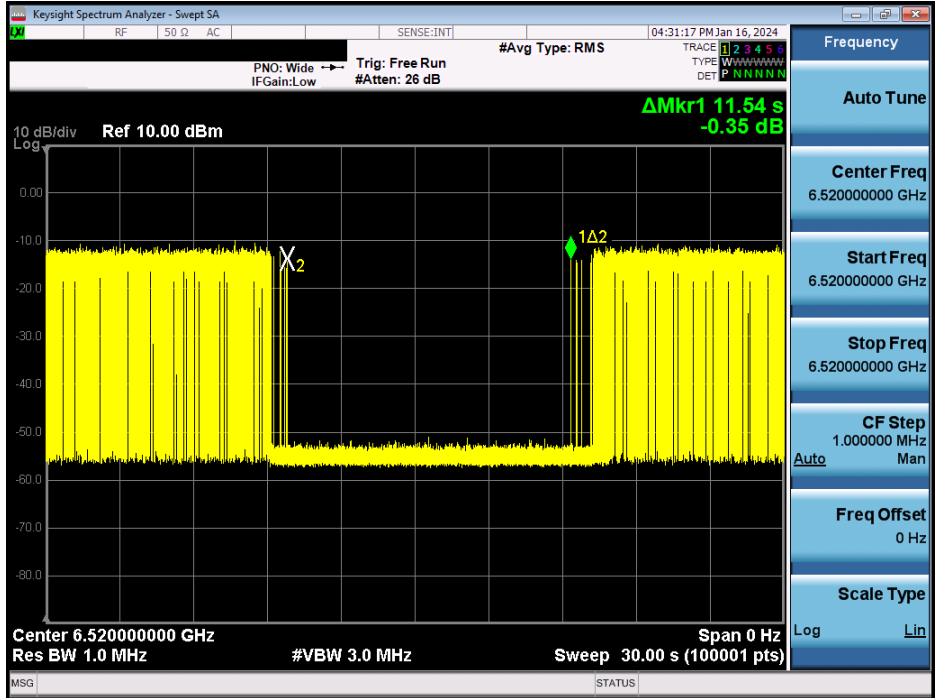 Keysight Spectrum Analyzer - Swept SA
LXI RF 50 Ω AC SENSE:INT 04:31:17 PM Jan 16, 2024
#Avg Type: RMS TRACE 1 2 3 4 5 6
PNO: Wide Trig: Free Run TYPE WWWWWW
IFGain:Low #Atten: 26 dB DET P N N N N N
ΔMkr1 11.54 s
-0.35 dB
10 dB/div Ref 10.00 dBm
Log
0.00
-10.0
-20.0
-30.0
-40.0
-50.0
-60.0
-70.0
-80.0
X2
1Δ2
Center 6.520000000 GHz Span 0 Hz
Res BW 1.0 MHz #VBW 3.0 MHz Sweep 30.00 s (100001 pts)
MSG STATUS
Frequency
Auto Tune
Center Freq
6.520000000 GHz
Start Freq
6.520000000 GHz
Stop Freq
6.520000000 GHz
CF Step
1.000000 MHz
Auto Man
Freq Offset
0 Hz
Scale Type
Log Lin